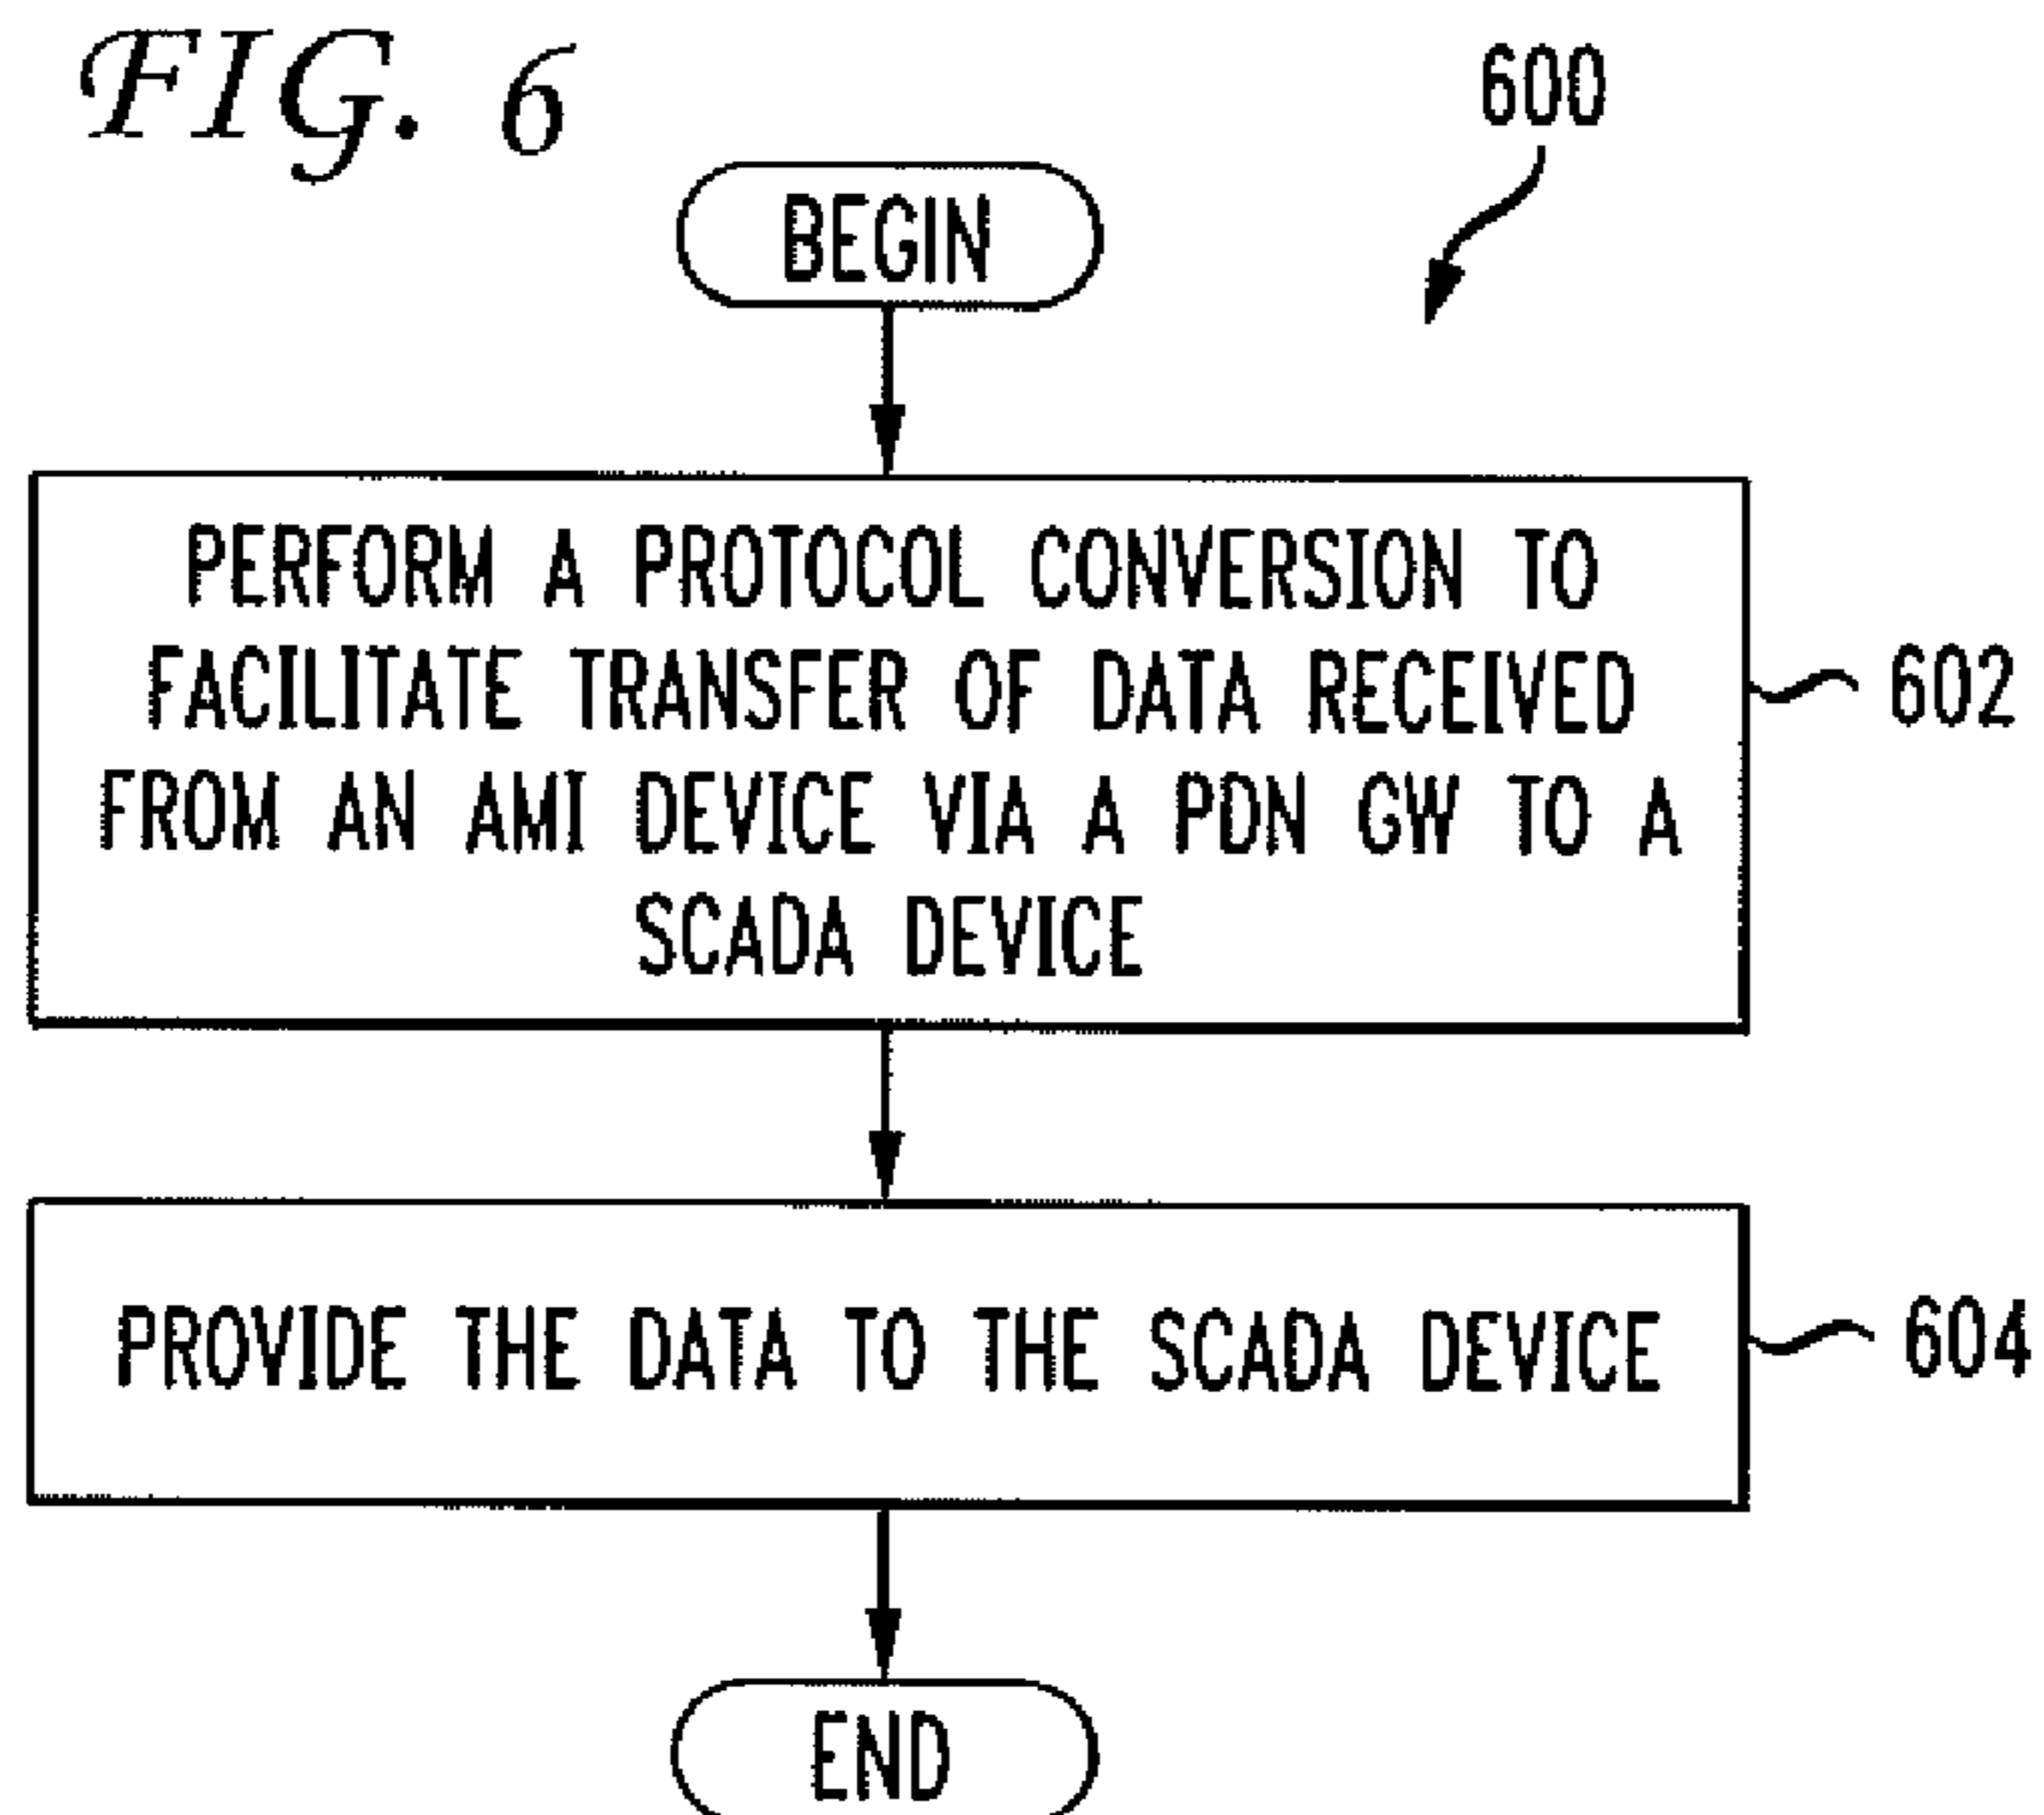 FIG. 6
600
BEGIN
PERFORM A PROTOCOL CONVERSION TO
FACILITATE TRANSFER OF DATA RECEIVED
FROM AN AMI DEVICE VIA A PDN GW TO A
SCADA DEVICE
602
PROVIDE THE DATA TO THE SCADA DEVICE
604
END